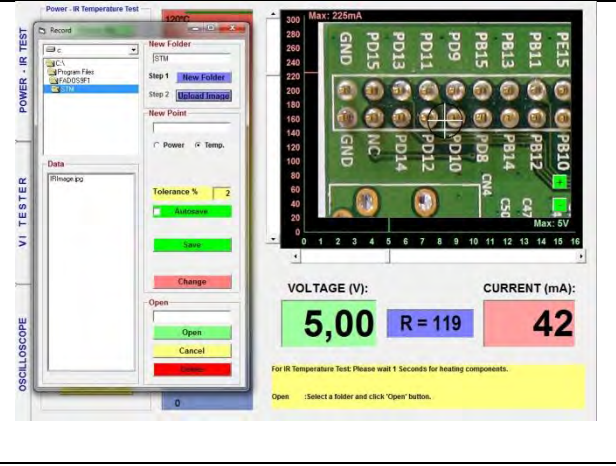 Power - IR Temperature Test
120°C
POWER - IR TEST
VI TESTER
OSCILLOSCOPE
Record
c
C:\
Program Files
FADOS9F1
STM
Data
IRImage.jpg
New Folder
STM
Step 1 New Folder
Step 2 Upload Image
New Point
Power Temp.
Tolerance % 2
Autosave
Save
Change
Open
Open
Cancel
0
Max: 225mA
300
280
260
240
220
200
180
160
140
120
100
80
60
40
20
0
GND PD15 PD13 PD11 PD9 PB15 PB13 PB11 PE15
GND NC PD14 PD12 PD10 PD8 PB14 PB12 PB10
CN4
C50
C47
Max: 5V
0 1 2 3 4 5 6 7 8 9 10 11 12 13 14 15 16
VOLTAGE (V):
5,00
R = 119
CURRENT (mA):
42
For IR Temperature Test: Please wait 1 Seconds for heating components.
Open :Select a folder and click 'Open' button.